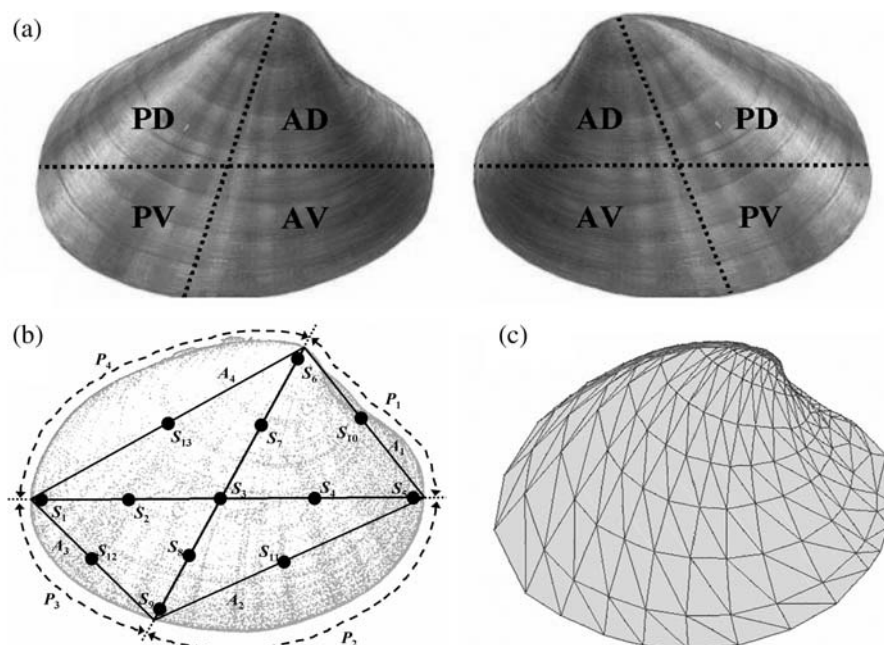 (a)
PD AD AD PD
PV AV AV PV
(b) (c)
P4
A4
S6
P1
S13
S7
S10
A1
S1
S2
S3
S4
S5
A3
S12
S8
S11
S9
A2
P3
P2